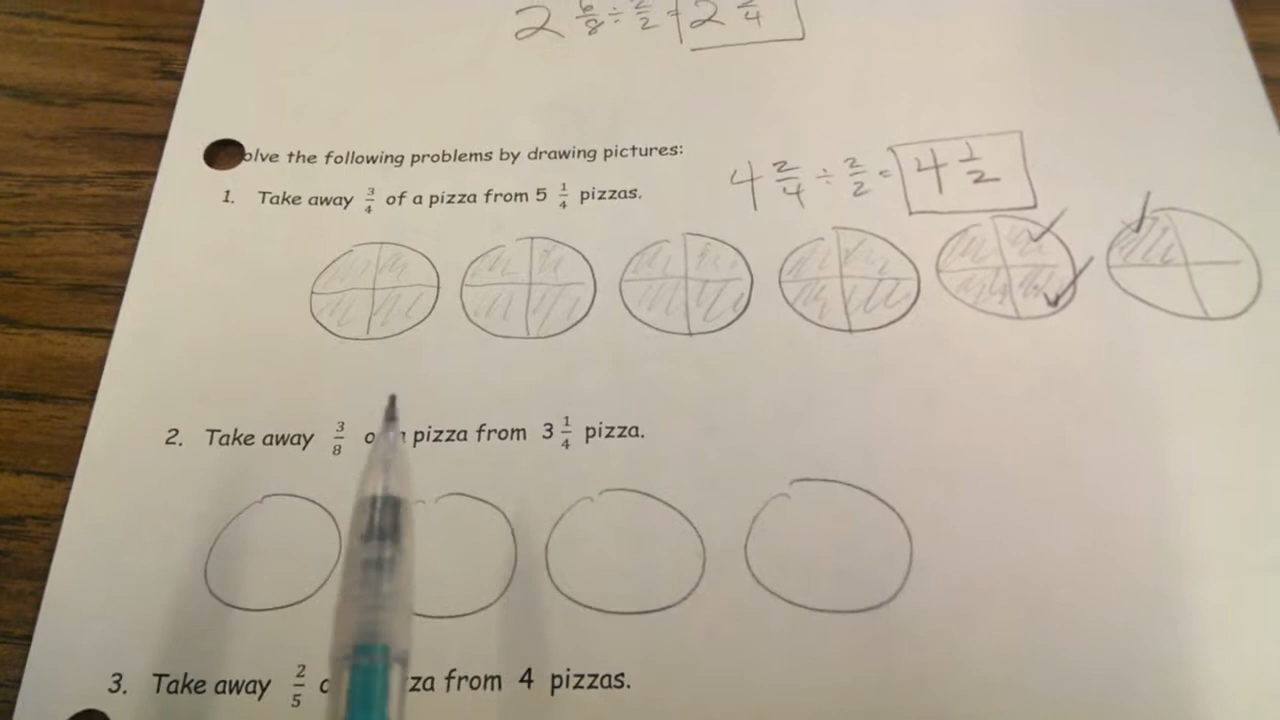 2 6/8 ÷ 2/2 = 2 3/4
olve the following problems by drawing pictures:
4 2/4 ÷ 2/2 = 4 1/2
1. Take away 3/4 of a pizza from 5 1/4 pizzas.
2. Take away 3/8 o pizza from 3 1/4 pizza.
3. Take away 2/5 za from 4 pizzas.